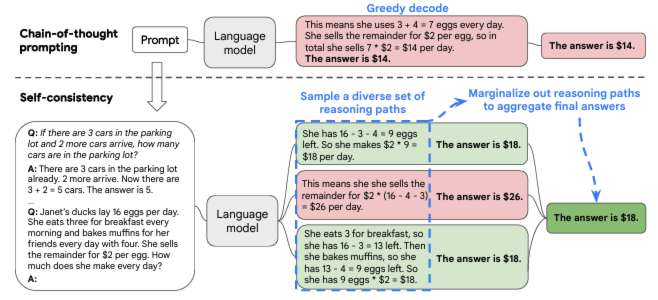 Greedy decode
Chain-of-thought
prompting
Prompt
Language
model
This means she uses 3 + 4 = 7 eggs every day.
She sells the remainder for $2 per egg, so in
total she sells 7 * $2 = $14 per day.
The answer is $14.
The answer is $14.
Self-consistency
Sample a diverse set of
reasoning paths
Marginalize out reasoning paths
to aggregate final answers
Q: If there are 3 cars in the parking
lot and 2 more cars arrive, how many
cars are in the parking lot?
A: There are 3 cars in the parking lot
already. 2 more arrive. Now there are
3 + 2 = 5 cars. The answer is 5.
...
Q: Janet's ducks lay 16 eggs per day.
She eats three for breakfast every
morning and bakes muffins for her
friends every day with four. She sells
the remainder for $2 per egg. How
much does she make every day?
A:
Language
model
She has 16 - 3 - 4 = 9 eggs
left. So she makes $2 * 9 =
$18 per day.
The answer is $18.
This means she she sells the
remainder for $2 * (16 - 4 - 3)
= $26 per day.
The answer is $26.
She eats 3 for breakfast, so
she has 16 - 3 = 13 left. Then
she bakes muffins, so she
has 13 - 4 = 9 eggs left. So
she has 9 eggs * $2 = $18.
The answer is $18.
The answer is $18.